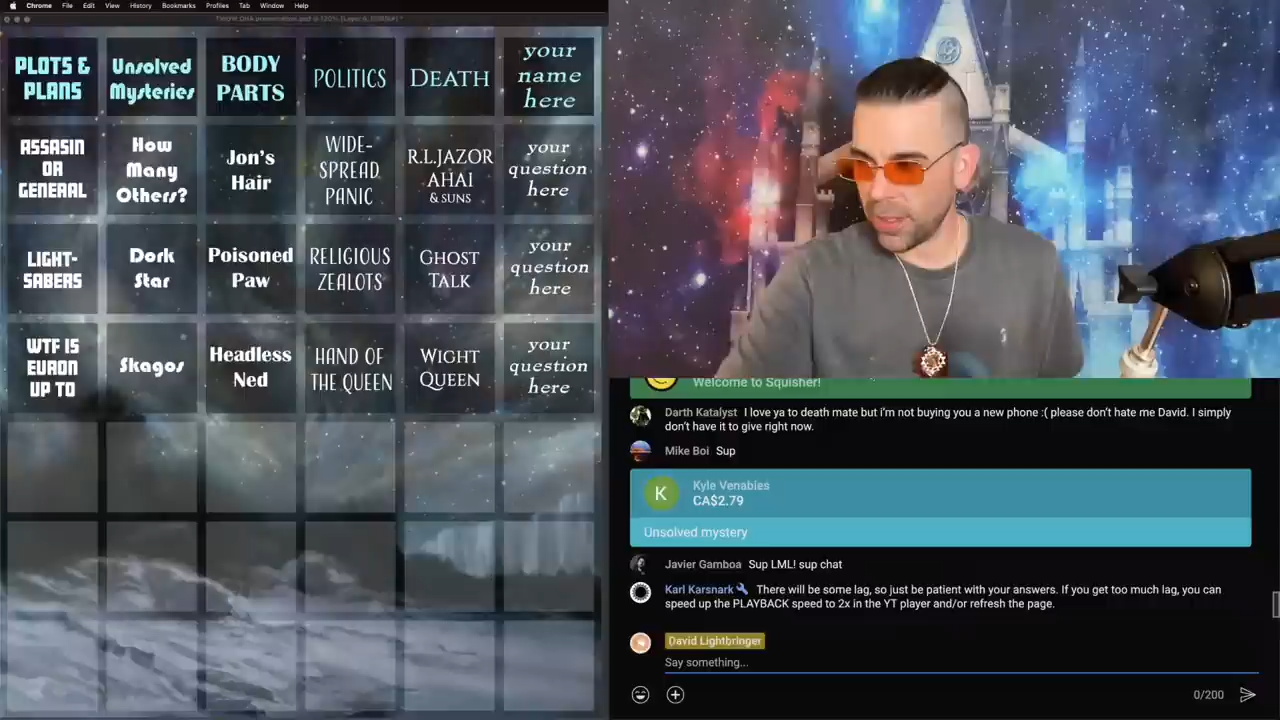 Chrome File Edit View History Bookmarks Profiles Tab Window Help
PLOTS &
PLANS
Unsolved
Mysteries
BODY
PARTS
POLITICS
DEATH
your
name
here
ASSASIN
OR
GENERAL
How
Many
Others?
Jon's
Hair
WIDE-
SPREAD
PANIC
R.L.JAZOR
AHAI
& SUNS
your
question
here
LIGHT-
SABERS
Dork
Star
Poisoned
Paw
RELIGIOUS
ZEALOTS
GHOST
TALK
your
question
here
WTF IS
EURON
UP TO
Skagos
Headless
Ned
HAND OF
THE QUEEN
WIGHT
QUEEN
your
question
here
Welcome to Squisher!
Darth Katalyst I love ya to death mate but i'm not buying you a new phone :( please don't hate me David. I simply
don't have it to give right now.
Mike Boi Sup
K
Kyle Venables
CA$2.79
Unsolved mystery
Javier Gamboa Sup LML! sup chat
Karl Karsnark There will be some lag, so just be patient with your answers. If you get too much lag, you can
speed up the PLAYBACK speed to 2x in the YT player and/or refresh the page.
David Lightbringer
Say something...
0/200